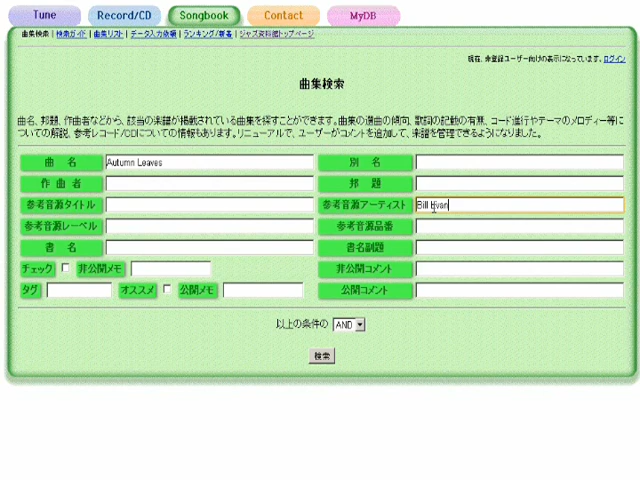 Tune Record/CD Songbook Contact MyDB
曲集検索 | 検索ガイド | 曲集リスト | データ入力依頼 | ランキング/新着 | ジャズ資料館トップページ
現在、未登録ユーザー向けの表示になっています。ログイン
曲集検索
曲名、邦題、作曲者などから、該当の楽譜が掲載されている曲集を探すことができます。曲集の選曲の傾向、歌詞の記載の有無、コード進行やテーマのメロディー等に
ついての解説、参考レコード/CDについての情報もあります。リニューアルで、ユーザーがコメントを追加して、楽譜を管理できるようになりました。
曲 名 Autumn Leaves 別 名
作 曲 者 邦 題
参考音源タイトル 参考音源アーティスト Bill Evan
参考音源レーベル 参考音源品番
書 名 書名副題
チェック 非公開メモ 非公開コメント
タグ オススメ 公開メモ 公開コメント
以上の条件の AND
検索